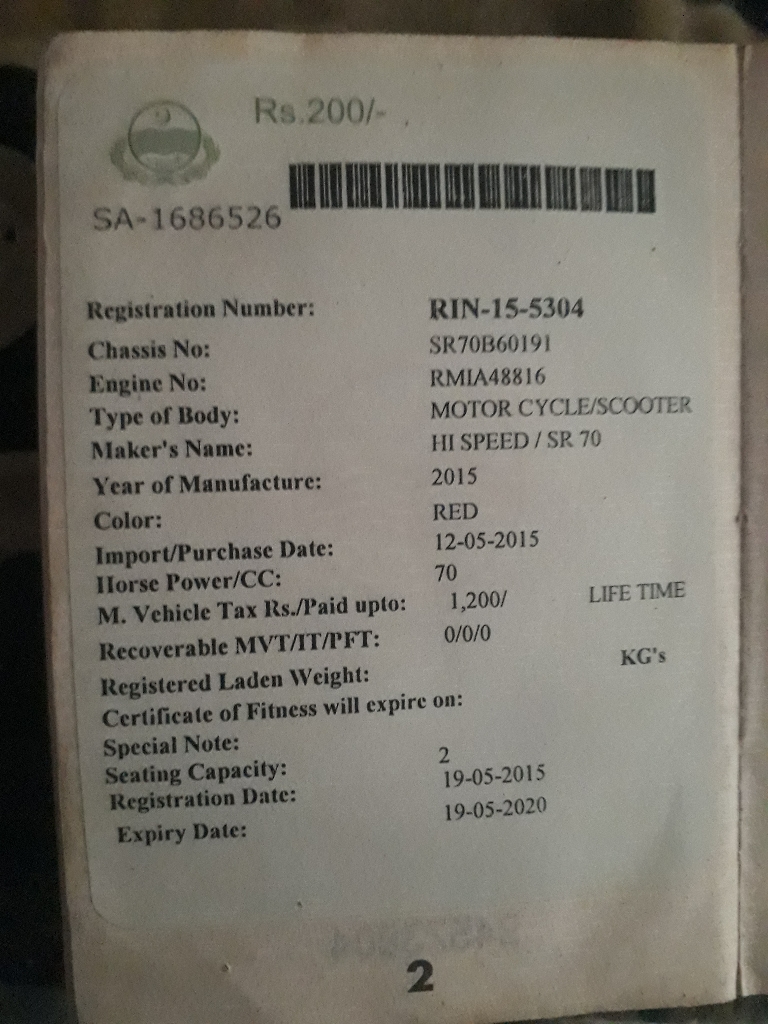 Rs.200/-
SA-1686526
Registration Number: RIN-15-5304
Chassis No: SR70B60191
Engine No: RMIA48816
Type of Body: MOTOR CYCLE/SCOOTER
Maker's Name: HI SPEED / SR 70
Year of Manufacture: 2015
Color: RED
Import/Purchase Date: 12-05-2015
Horse Power/CC: 70
M. Vehicle Tax Rs./Paid upto: 1,200/ LIFE TIME
Recoverable MVT/IT/PFT: 0/0/0
Registered Laden Weight: KG's
Certificate of Fitness will expire on:
Special Note:
Seating Capacity: 2
Registration Date: 19-05-2015
Expiry Date: 19-05-2020
2